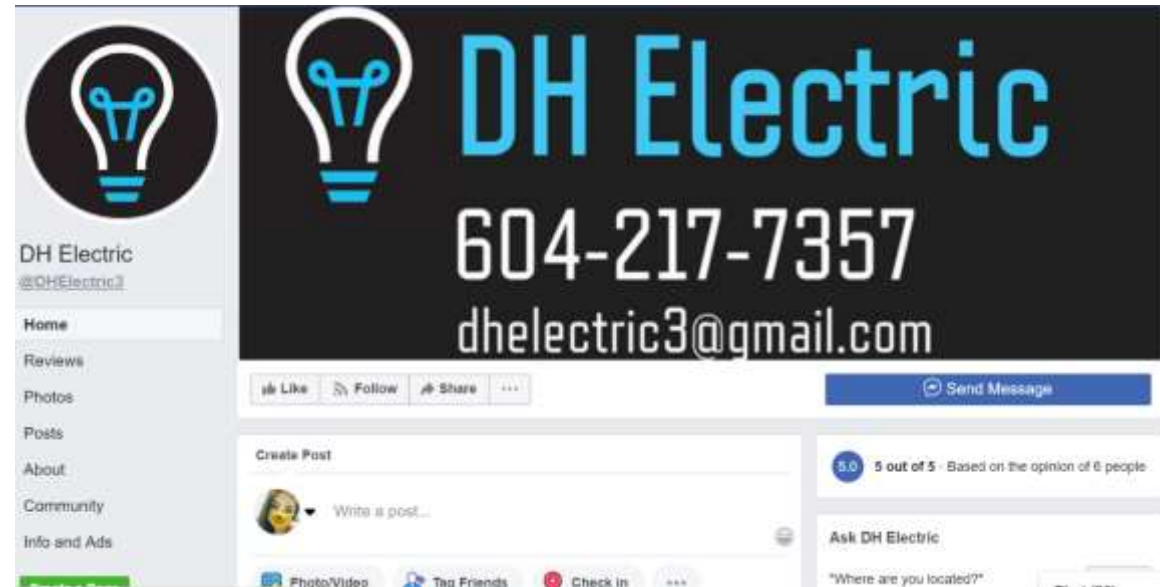 DH Electric
604-217-7357
dhelectric3@gmail.com
DH Electric
@DHElectric3
Home
Reviews
Photos
Posts
About
Community
Info and Ads
Like Follow Share ...
Send Message
Create Post
Write a post...
Photo/Video Tag Friends Check in ...
5.0 5 out of 5 · Based on the opinion of 6 people
Ask DH Electric
"Where are you located?"